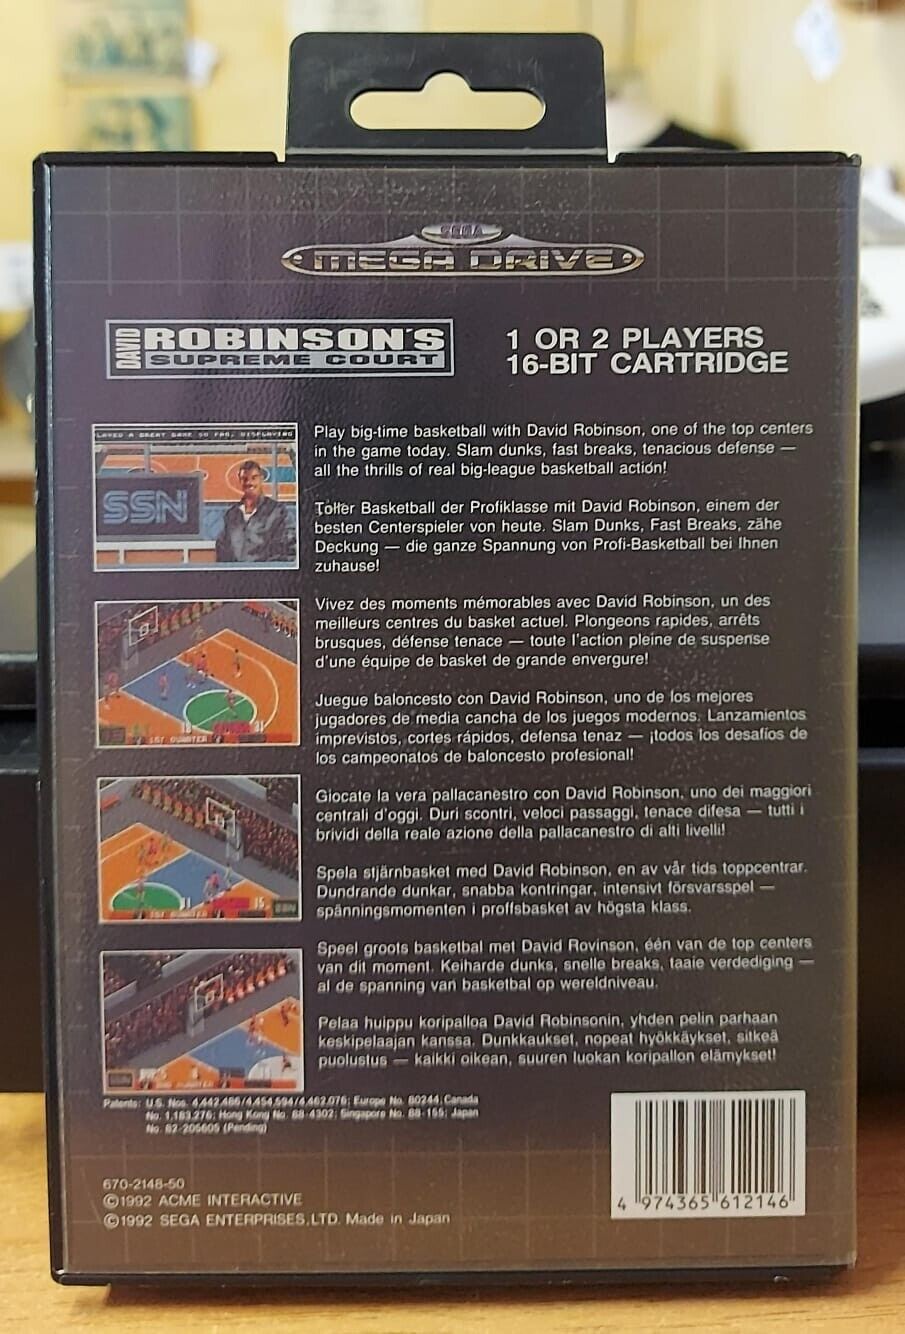 SEGA
MEGA DRIVE
DAVID
ROBINSON'S
SUPREME COURT
1 OR 2 PLAYERS
16-BIT CARTRIDGE
LAYED A GREAT GAME SO FAR, DISPLAYING
SSN
Play big-time basketball with David Robinson, one of the top centers
in the game today. Slam dunks, fast breaks, tenacious defense —
all the thrills of real big-league basketball action!
Toller Basketball der Profiklasse mit David Robinson, einem der
besten Centerspieler von heute. Slam Dunks, Fast Breaks, zähe
Deckung — die ganze Spannung von Profi-Basketball bei Ihnen
zuhause!
Vivez des moments mémorables avec David Robinson, un des
meilleurs centres du basket actuel. Plongeons rapides, arrêts
brusques, défense tenace — toute l'action pleine de suspense
d'une équipe de basket de grande envergure!
1ST QUARTER
Juegue baloncesto con David Robinson, uno de los mejores
jugadores de media cancha de los juegos modernos. Lanzamientos
imprevistos, cortes rápidos, defensa tenaz — ¡todos los desafíos de
los campeonatos de baloncesto profesional!
Giocate la vera pallacanestro con David Robinson, uno dei maggiori
centrali d'oggi. Duri scontri, veloci passaggi, tenace difesa — tutti i
brividi della reale azione della pallacanestro di alti livelli!
Spela stjärnbasket med David Robinson, en av vår tids toppcentrar.
Dundrande dunkar, snabba kontringar, intensivt försvarsspel —
spänningsmomenten i proffsbasket av högsta klass.
1ST QUARTER
Speel groots basketbal met David Rovinson, één van de top centers
van dit moment. Keiharde dunks, snelle breaks, taaie verdediging —
al de spanning van basketbal op wereldniveau.
Pelaa huippu koripalloa David Robinsonin, yhden pelin parhaan
keskipelaajan kanssa. Dunkkaukset, nopeat hyökkäykset, sitkeä
puolustus — kaikki oikean, suuren luokan koripallon elämykset!
Patents: U.S. Nos. 4,442,486/4,454,594/4,462,076; Europe No. 80244; Canada
No. 1,183,276; Hong Kong No. 88-4302; Singapore No. 88-155; Japan
No. 82-205605 (Pending)
670-2148-50
©1992 ACME INTERACTIVE
©1992 SEGA ENTERPRISES,LTD. Made in Japan
4 974365 612146